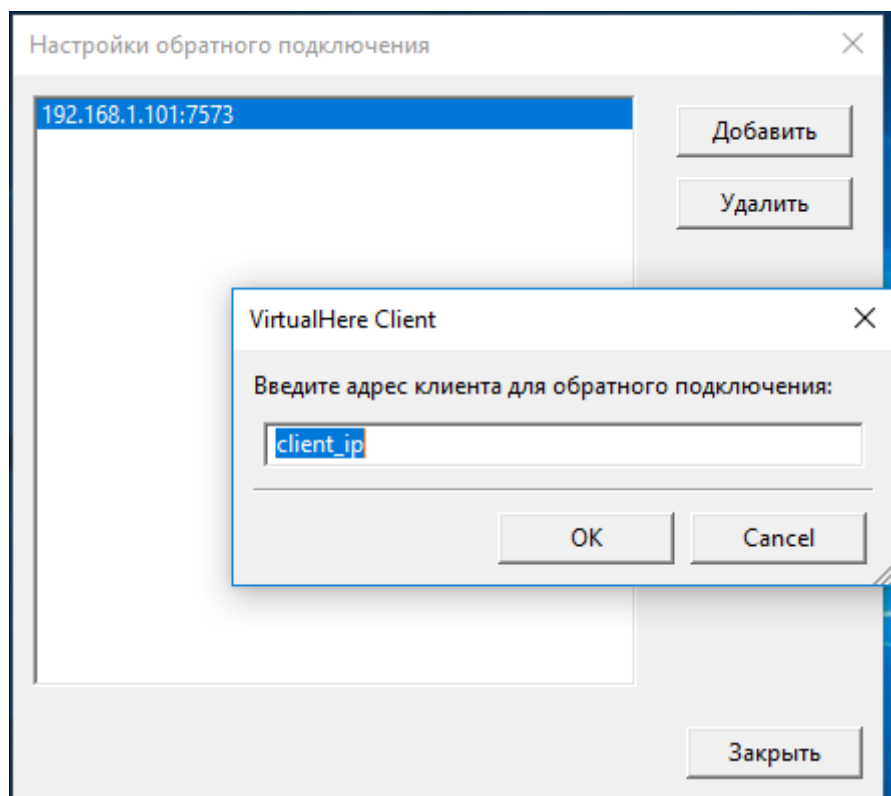 Настройки обратного подключения
192.168.1.101:7573
Добавить
Удалить
VirtualHere Client
Введите адрес клиента для обратного подключения:
client_ip
OK
Cancel
Закрыть